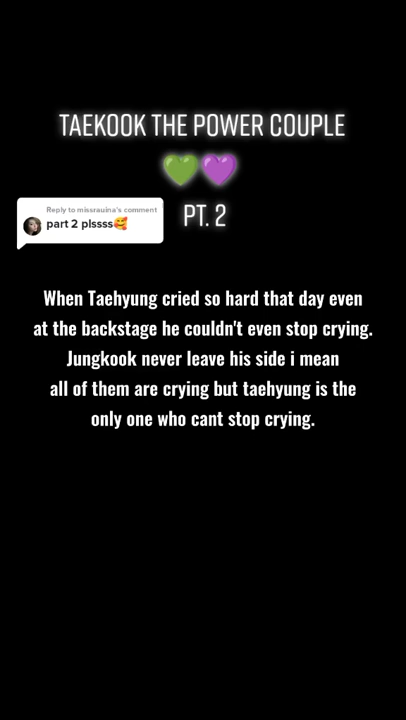 TAEKOOK THE POWER COUPLE
💚💜
PT. 2
Reply to missrauina's comment
part 2 plssss🥰
When Taehyung cried so hard that day even
at the backstage he couldn't even stop crying.
Jungkook never leave his side i mean
all of them are crying but taehyung is the
only one who cant stop crying.